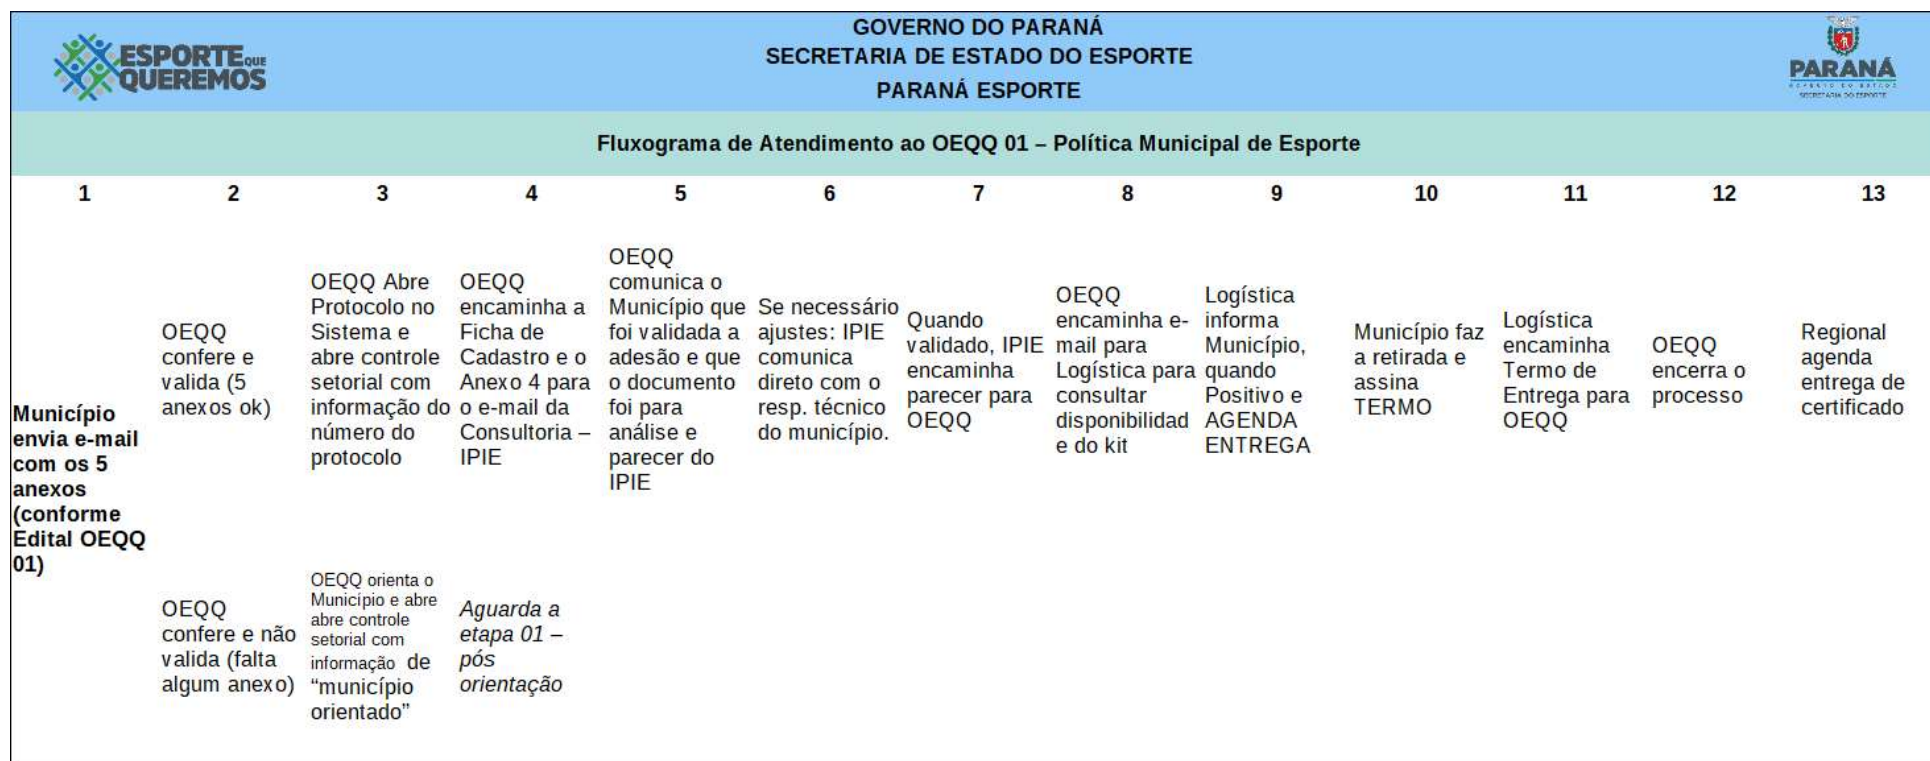 ESPORTE QUE
QUEREMOS
GOVERNO DO PARANÁ
SECRETARIA DE ESTADO DO ESPORTE
PARANÁ ESPORTE
PARANÁ
GOVERNO DO ESTADO
SECRETARIA DO ESPORTE
Fluxograma de Atendimento ao OEQQ 01 – Política Municipal de Esporte
1
2
3
4
5
6
7
8
9
10
11
12
13
Município
envia e-mail
com os 5
anexos
(conforme
Edital OEQQ
01)
OEQQ
confere e
valida (5
anexos ok)
OEQQ Abre
Protocolo no
Sistema e
abre controle
setorial com
informação do
número do
protocolo
OEQQ
encaminha a
Ficha de
Cadastro e o
Anexo 4 para
o e-mail da
Consultoria –
IPIE
OEQQ
comunica o
Município que
foi validada a
adesão e que
o documento
foi para
análise e
parecer do
IPIE
Se necessário
ajustes: IPIE
comunica
direto com o
resp. técnico
do município.
Quando
validado, IPIE
encaminha
parecer para
OEQQ
OEQQ
encaminha e-
mail para
Logística para
consultar
disponibilidad
e do kit
Logística
informa
Município,
quando
Positivo e
AGENDA
ENTREGA
Município faz
a retirada e
assina
TERMO
Logística
encaminha
Termo de
Entrega para
OEQQ
OEQQ
encerra o
processo
Regional
agenda
entrega de
certificado
OEQQ
confere e não
valida (falta
algum anexo)
OEQQ orienta o
Município e abre
abre controle
setorial com
informação de
“município
orientado”
Aguarda a
etapa 01 –
pós
orientação